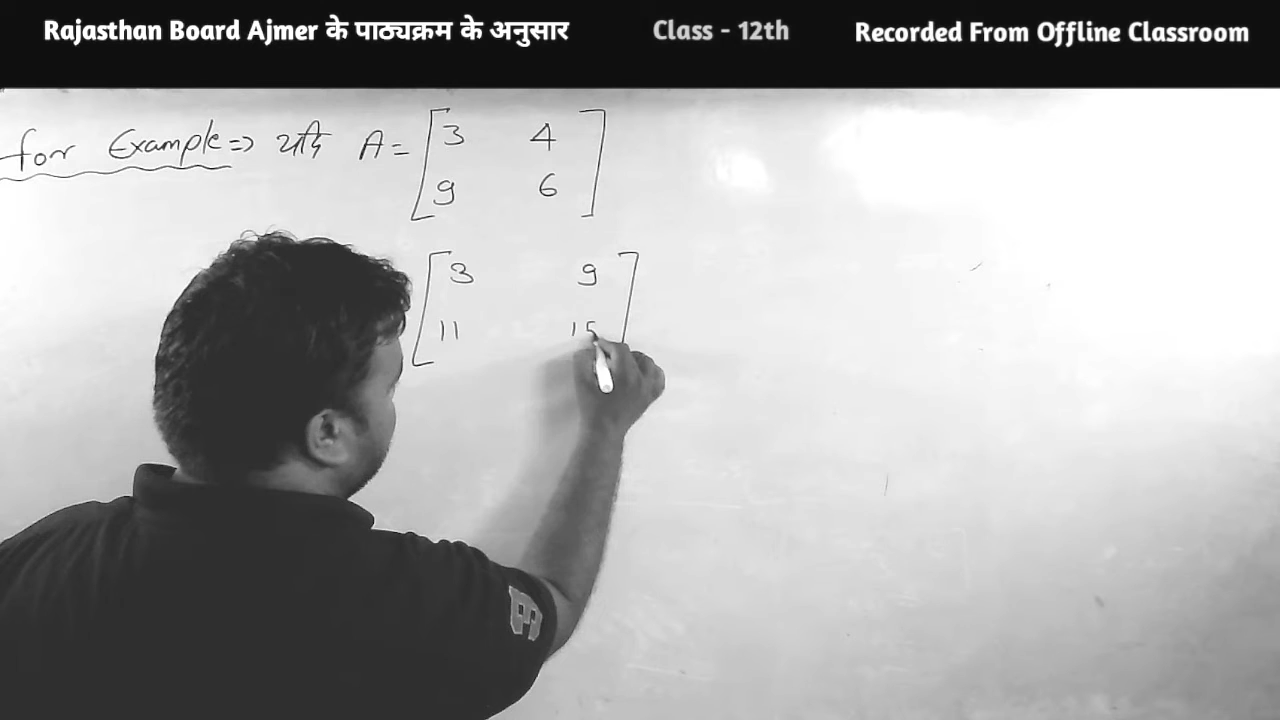 Rajasthan Board Ajmer के पाठ्यक्रम के अनुसार Class - 12th Recorded From Offline Classroom
for Example => यदि A = [3 4
9 6]
[3 9
11 15]